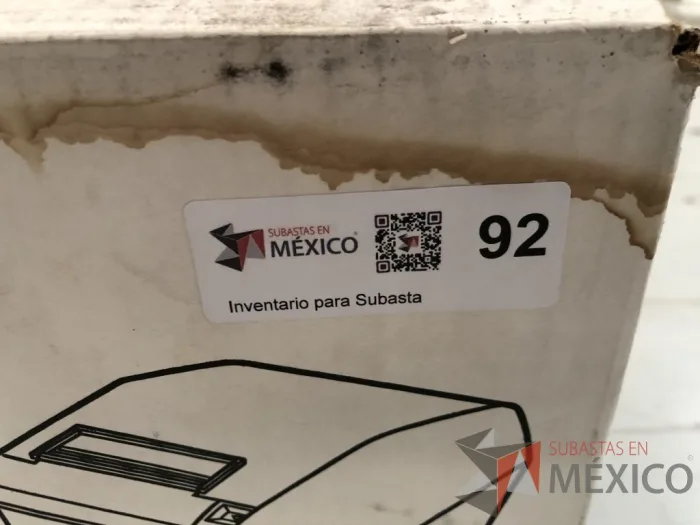 SUBASTAS EN
MÉXICO
92
Inventario para Subasta
SUBASTAS EN
MÉXICO